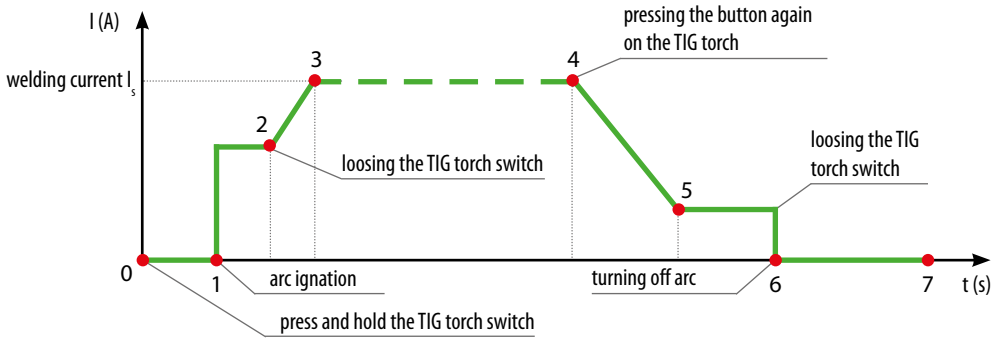 I (A)
pressing the button again
on the TIG torch
welding current I
s
3
4
2
loosing the TIG torch switch
loosing the TIG
torch switch
5
0
1
arc ignation
turning off arc
6
7
t (s)
press and hold the TIG torch switch